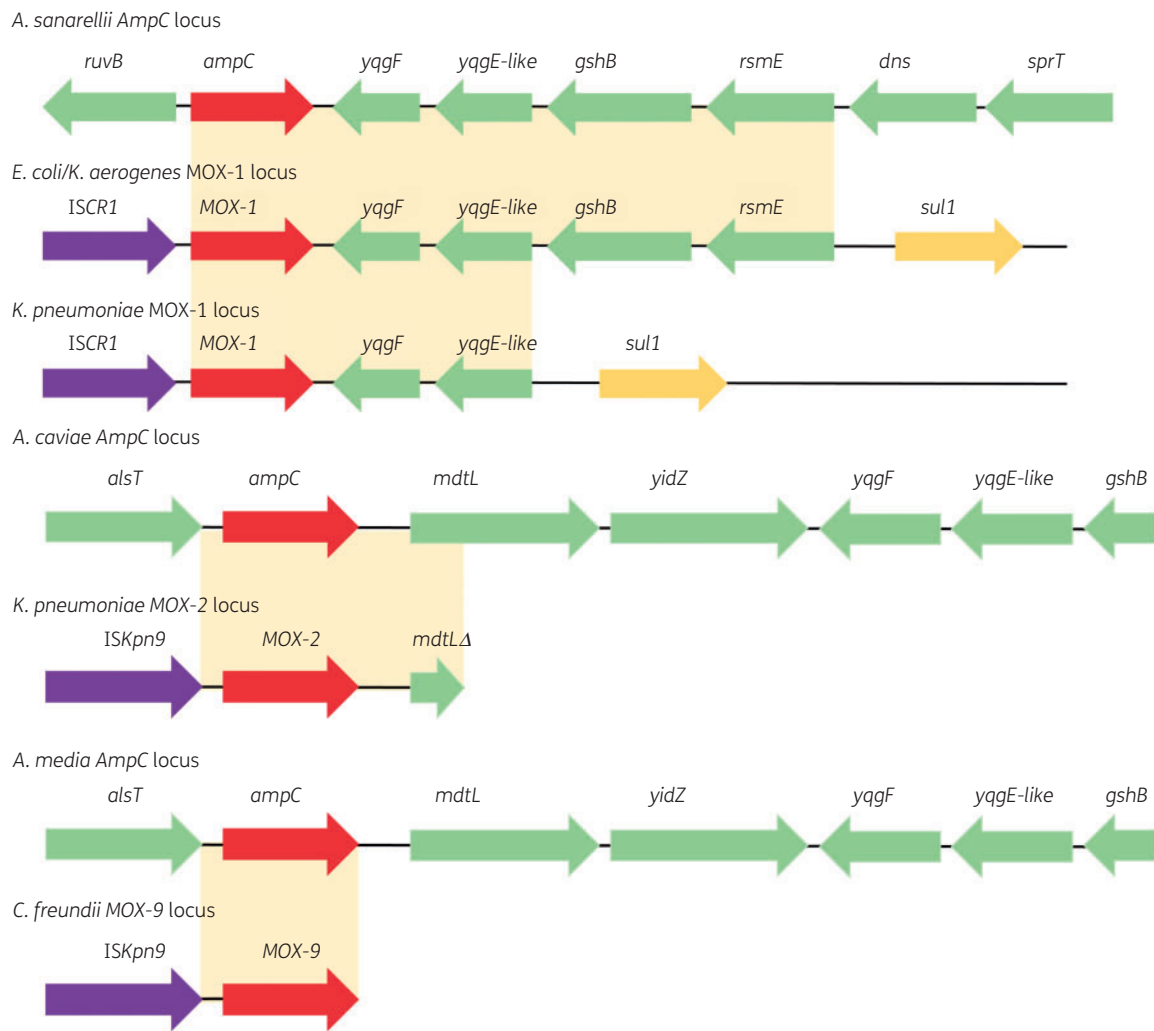 A. sanarellii AmpC locus
ruvB ampC yqgF yqgE-like gshB rsmE dns sprT
E. coli/K. aerogenes MOX-1 locus
ISCR1 MOX-1 yqgF yqgE-like gshB rsmE sul1
K. pneumoniae MOX-1 locus
ISCR1 MOX-1 yqgF yqgE-like sul1
A. caviae AmpC locus
alsT ampC mdtL yidZ yqgF yqgE-like gshB
K. pneumoniae MOX-2 locus
ISKpn9 MOX-2 mdtLΔ
A. media AmpC locus
alsT ampC mdtL yidZ yqgF yqgE-like gshB
C. freundii MOX-9 locus
ISKpn9 MOX-9